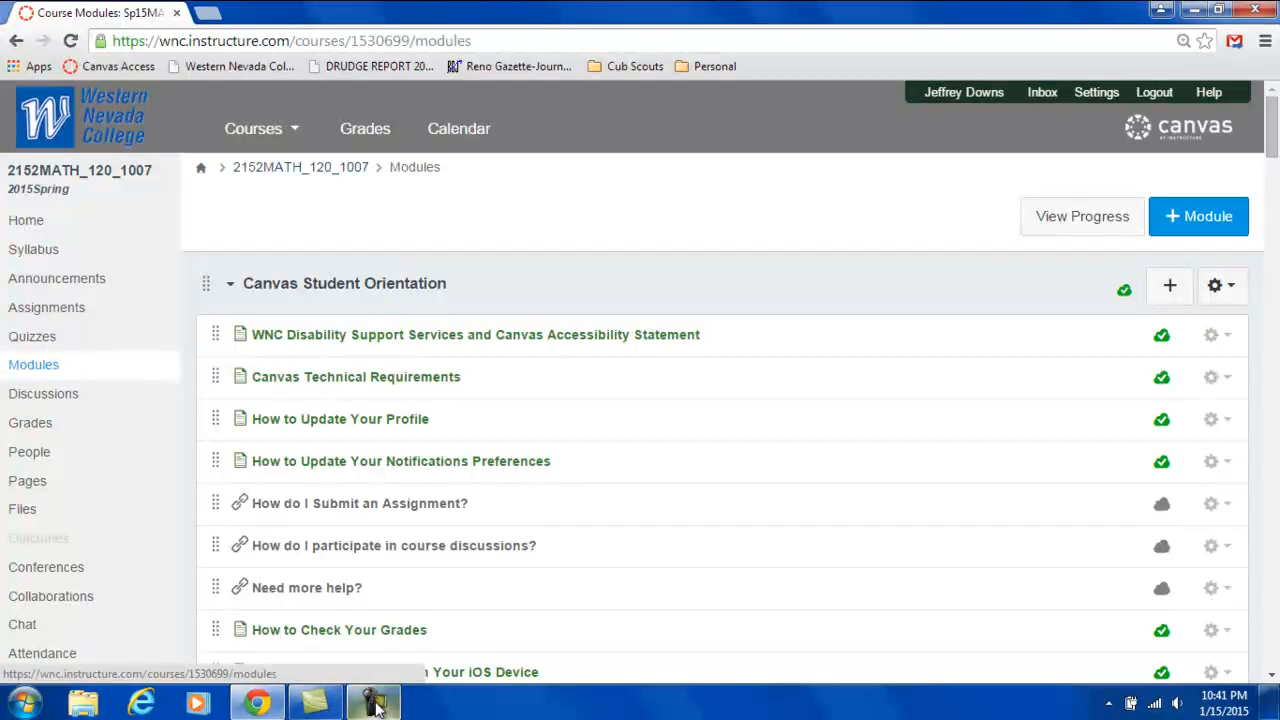 Course Modules: Sp15MA
https://wnc.instructure.com/courses/1530699/modules
Apps
Canvas Access
Western Nevada Col...
DRUDGE REPORT 20...
Reno Gazette-Journ...
Cub Scouts
Personal
Western Nevada College
Courses
Grades
Calendar
Jeffrey Downs
Inbox
Settings
Logout
Help
canvas
BY INSTRUCTURE
2152MATH_120_1007
2015Spring
2152MATH_120_1007 > Modules
Home
Syllabus
Announcements
Assignments
Quizzes
Modules
Discussions
Grades
People
Pages
Files
Outcomes
Conferences
Collaborations
Chat
Attendance
View Progress
+ Module
Canvas Student Orientation
WNC Disability Support Services and Canvas Accessibility Statement
Canvas Technical Requirements
How to Update Your Profile
How to Update Your Notifications Preferences
How do I Submit an Assignment?
How do I participate in course discussions?
Need more help?
How to Check Your Grades
Your iOS Device
https://wnc.instructure.com/courses/1530699/modules
10:41 PM
1/15/2015